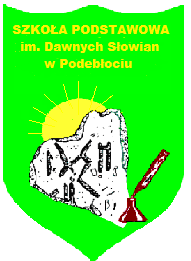 SZKOŁA PODSTAWOWA
im. Dawnych Słowian
w Podebłociu